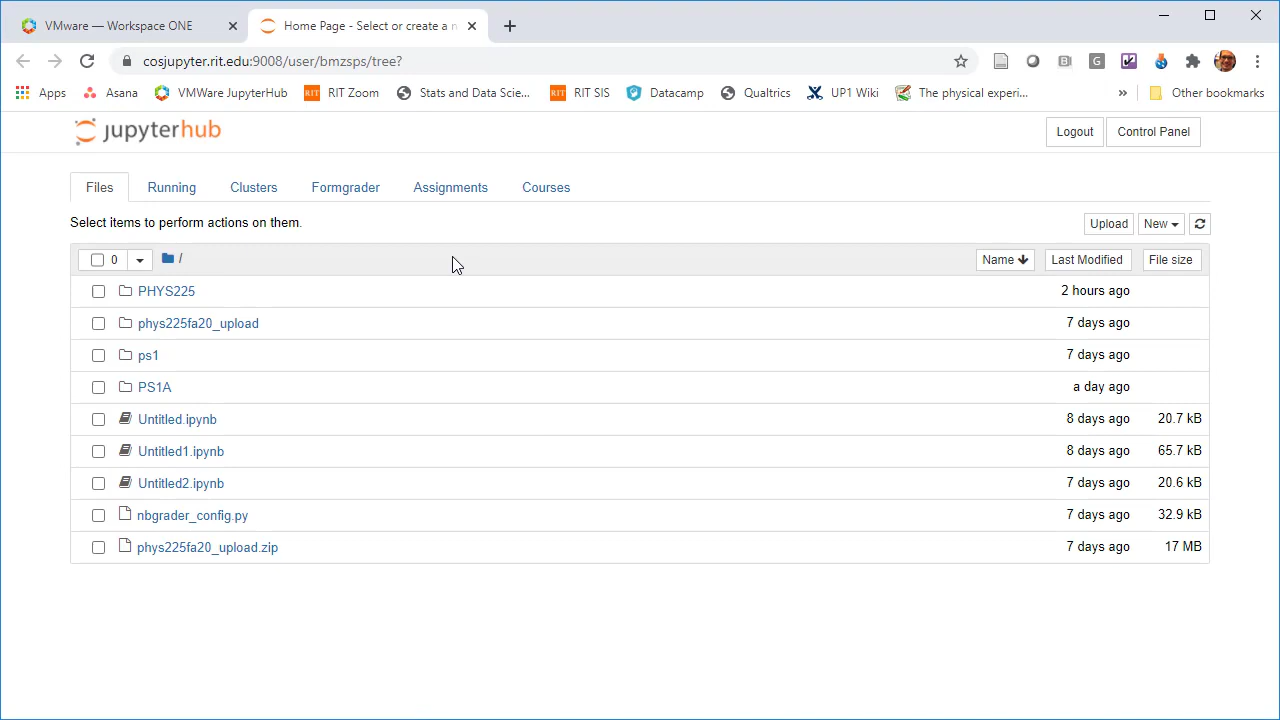 VMware — Workspace ONE
Home Page - Select or create a n
cosjupyter.rit.edu:9008/user/bmzsps/tree?
Apps Asana VMWare JupyterHub RIT RIT Zoom Stats and Data Scie... RIT RIT SIS Datacamp Qualtrics UP1 Wiki The physical experi... » Other bookmarks
jupyterhub
Logout Control Panel
Files Running Clusters Formgrader Assignments Courses
Select items to perform actions on them.
Upload New
0 / Name Last Modified File size
PHYS225 2 hours ago
phys225fa20_upload 7 days ago
ps1 7 days ago
PS1A a day ago
Untitled.ipynb 8 days ago 20.7 kB
Untitled1.ipynb 8 days ago 65.7 kB
Untitled2.ipynb 7 days ago 20.6 kB
nbgrader_config.py 7 days ago 32.9 kB
phys225fa20_upload.zip 7 days ago 17 MB